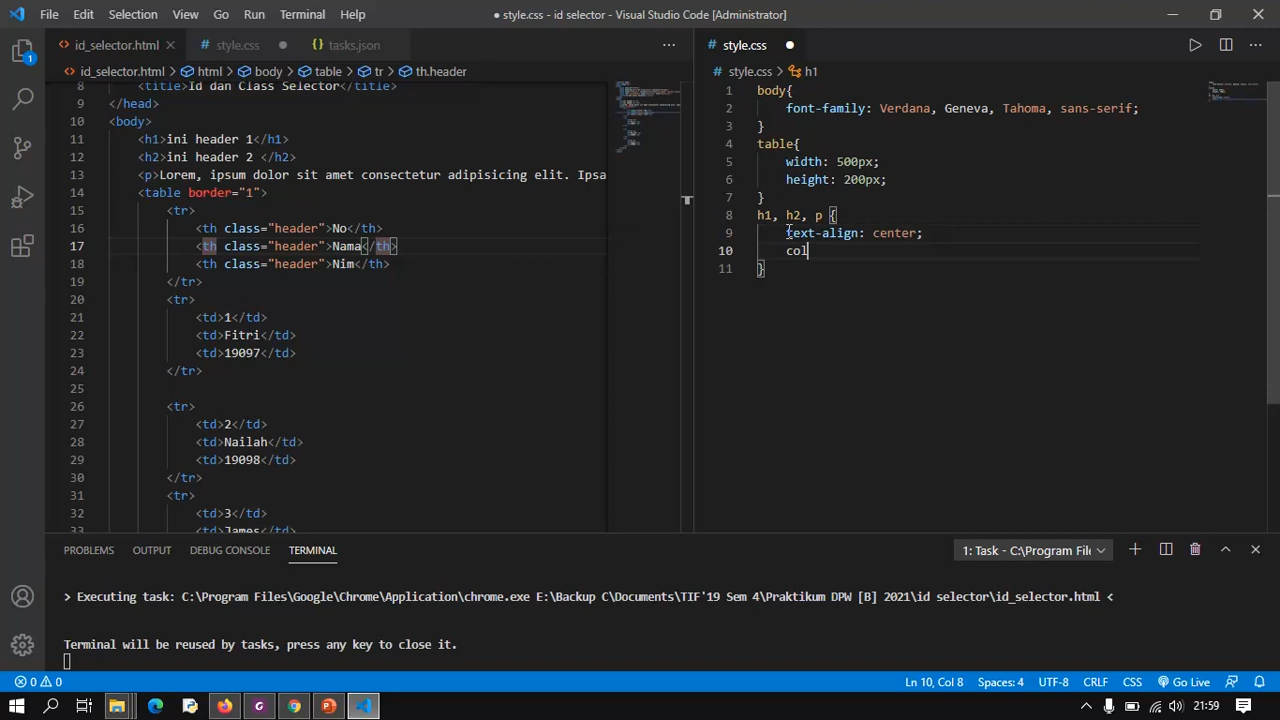 File Edit Selection View Go Run Terminal Help
● style.css - id selector - Visual Studio Code [Administrator]
id_selector.html
style.css
tasks.json
id_selector.html > html > body > table > tr > th.header
8 <title>Id dan Class Selector</title>
9 </head>
10 <body>
11 <h1>ini header 1</h1>
12 <h2>ini header 2 </h2>
13 <p>Lorem, ipsum dolor sit amet consectetur adipisicing elit. Ipsa
14 <table border="1">
15 <tr>
16 <th class="header">No</th>
17 <th class="header">Nama</th>
18 <th class="header">Nim</th>
19 </tr>
20 <tr>
21 <td>1</td>
22 <td>Fitri</td>
23 <td>19097</td>
24 </tr>
25
26 <tr>
27 <td>2</td>
28 <td>Nailah</td>
29 <td>19098</td>
30 </tr>
31 <tr>
32 <td>3</td>
33 <td>James</td>
style.css
style.css > h1
1 body{
2 font-family: Verdana, Geneva, Tahoma, sans-serif;
3 }
4 table{
5 width: 500px;
6 height: 200px;
7 }
8 h1, h2, p {
9 text-align: center;
10 col
11 }
PROBLEMS OUTPUT DEBUG CONSOLE TERMINAL
1: Task - C:\Program File
> Executing task: C:\Program Files\Google\Chrome\Application\chrome.exe E:\Backup C\Documents\TIF'19 Sem 4\Praktikum DPW [B] 2021\id selector\id_selector.html <
Terminal will be reused by tasks, press any key to close it.
0 0
Ln 10, Col 8 Spaces: 4 UTF-8 CRLF CSS Go Live
21:59